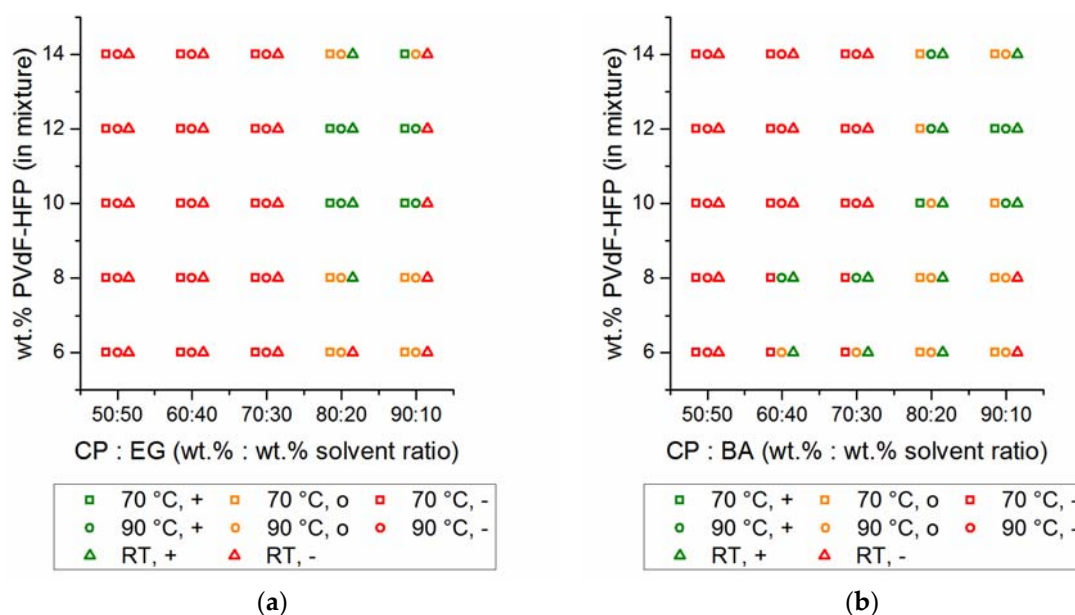 14
12
10
8
6
wt.% PVdF-HFP (in mixture)
50:50 60:40 70:30 80:20 90:10
CP : EG (wt.% : wt.% solvent ratio)
70 °C, + 70 °C, o 70 °C, -
90 °C, + 90 °C, o 90 °C, -
RT, + RT, -
(a)
14
12
10
8
6
wt.% PVdF-HFP (in mixture)
50:50 60:40 70:30 80:20 90:10
CP : BA (wt.% : wt.% solvent ratio)
70 °C, + 70 °C, o 70 °C, -
90 °C, + 90 °C, o 90 °C, -
RT, + RT, -
(b)